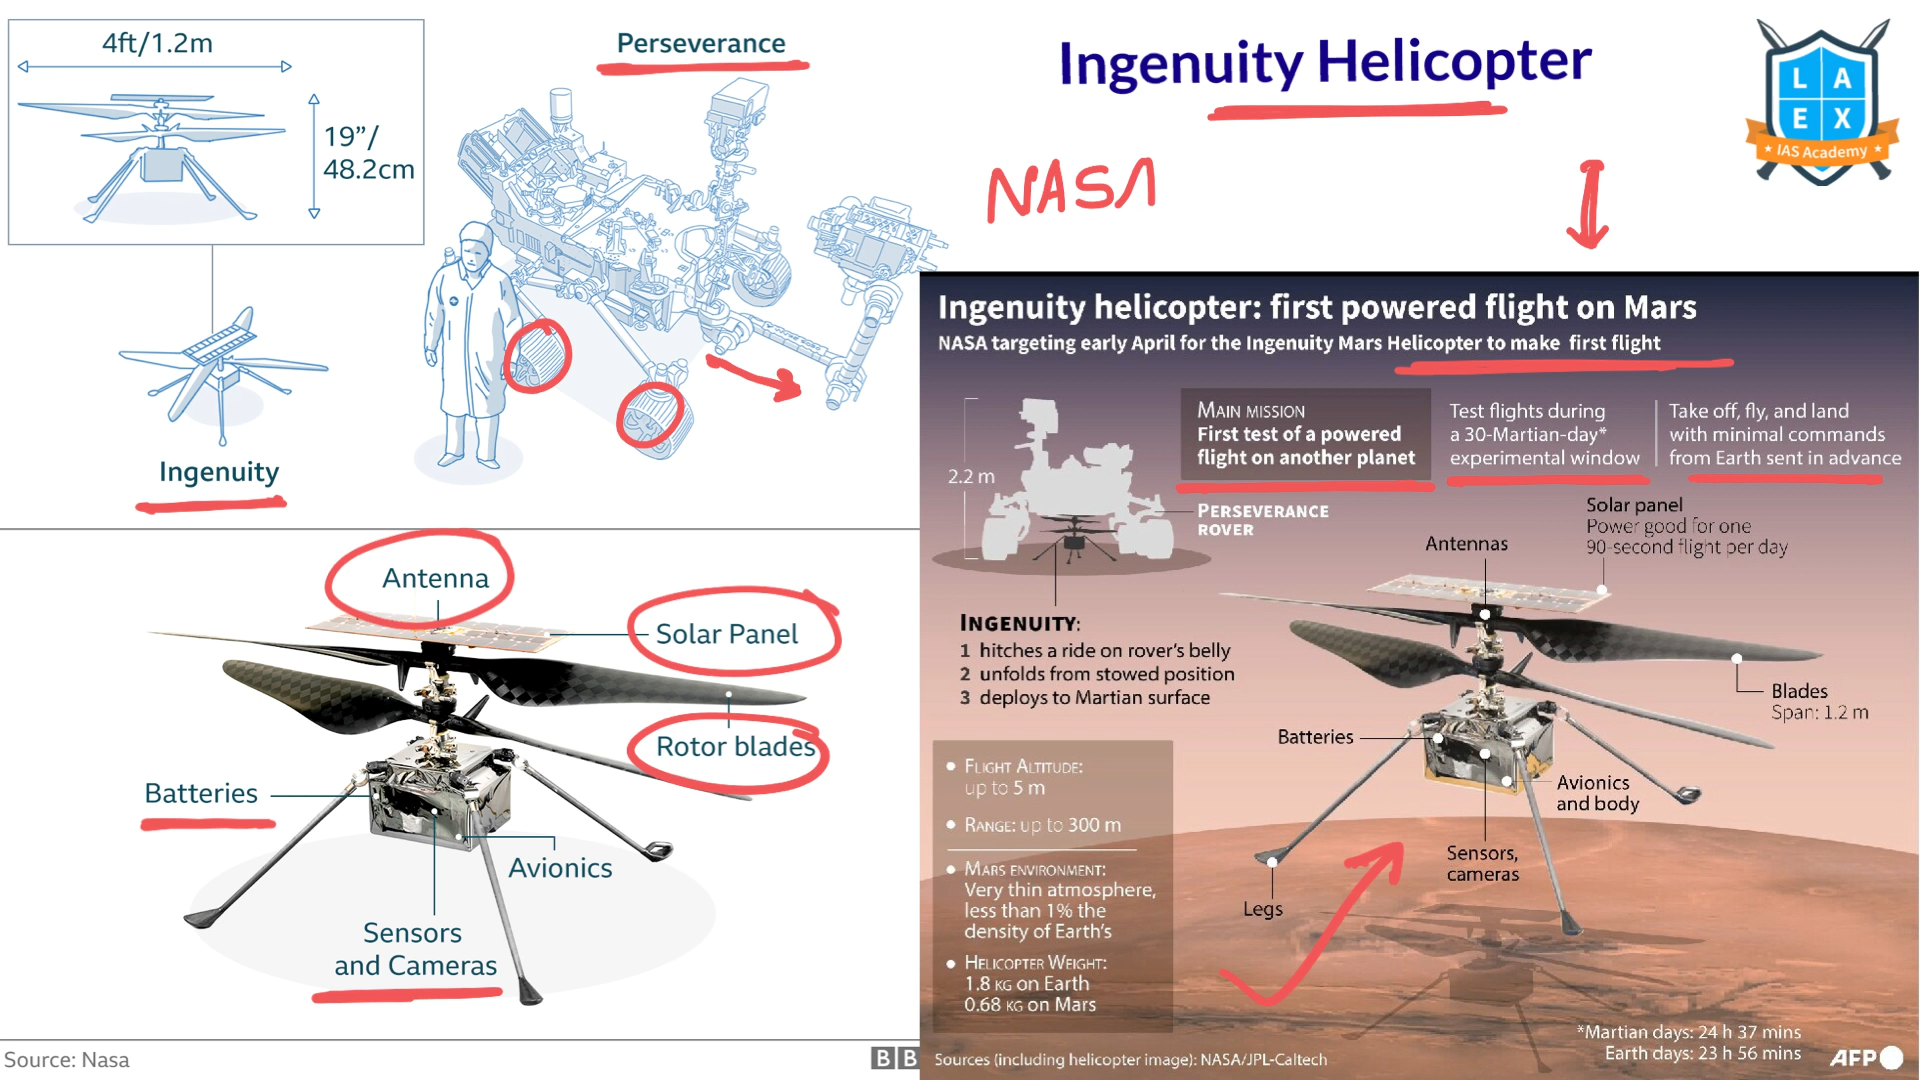 4ft/1.2m
19”/
48.2cm
Ingenuity
Perseverance
Ingenuity Helicopter
NASA
L A
E X
IAS Academy
Antenna
Solar Panel
Rotor blades
Batteries
Avionics
Sensors
and Cameras
Source: Nasa
BB
Ingenuity helicopter: first powered flight on Mars
NASA targeting early April for the Ingenuity Mars Helicopter to make first flight
2.2 m
PERSEVERANCE
ROVER
MAIN MISSION
First test of a powered
flight on another planet
Test flights during
a 30-Martian-day*
experimental window
Take off, fly, and land
with minimal commands
from Earth sent in advance
INGENUITY:
1 hitches a ride on rover's belly
2 unfolds from stowed position
3 deploys to Martian surface
Antennas
Solar panel
Power good for one
90-second flight per day
Blades
Span: 1.2 m
Batteries
Avionics
and body
Sensors,
cameras
Legs
• FLIGHT ALTITUDE:
up to 5 m
• RANGE: up to 300 m
• MARS ENVIRONMENT:
Very thin atmosphere,
less than 1% the
density of Earth's
• HELICOPTER WEIGHT:
1.8 KG on Earth
0.68 KG on Mars
*Martian days: 24 h 37 mins
Earth days: 23 h 56 mins
Sources (including helicopter image): NASA/JPL-Caltech
AFP